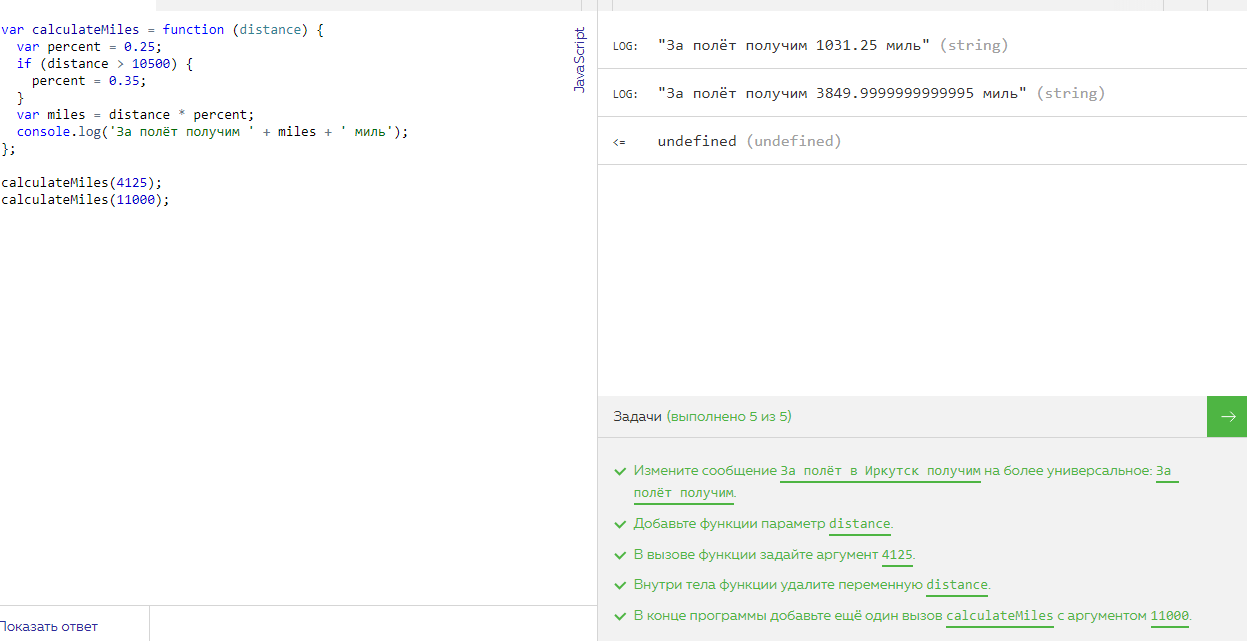 var calculateMiles = function (distance) {
var percent = 0.25;
if (distance > 10500) {
percent = 0.35;
}
var miles = distance * percent;
console.log('За полёт получим ' + miles + ' миль');
};
calculateMiles(4125);
calculateMiles(11000);
JavaScript
Показать ответ
LOG: "За полёт получим 1031.25 миль" (string)
LOG: "За полёт получим 3849.9999999999995 миль" (string)
<= undefined (undefined)
Задачи (выполнено 5 из 5)
Измените сообщение За полёт в Иркутск получим на более универсальное: За
полёт получим.
Добавьте функции параметр distance.
В вызове функции задайте аргумент 4125.
Внутри тела функции удалите переменную distance.
В конце программы добавьте ещё один вызов calculateMiles с аргументом 11000.